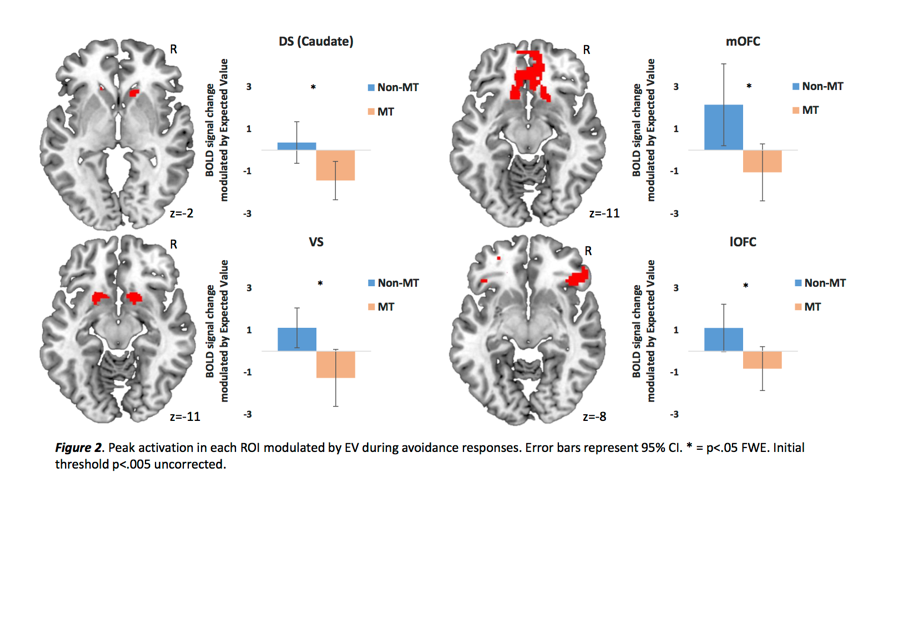 DS (Caudate)
R
BOLD signal change
modulated by Expected Value
3
1
-1
-3
*
Non-MT
MT
z=-2
mOFC
R
BOLD signal change
modulated by Expected Value
3
1
-1
-3
*
Non-MT
MT
z=-11
VS
R
BOLD signal change
modulated by Expected Value
3
1
-1
-3
*
Non-MT
MT
z=-11
lOFC
R
BOLD signal change
modulated by Expected Value
3
1
-1
-3
*
Non-MT
MT
z=-8
Figure 2. Peak activation in each ROI modulated by EV during avoidance responses. Error bars represent 95% CI. * = p<.05 FWE. Initial
threshold p<.005 uncorrected.